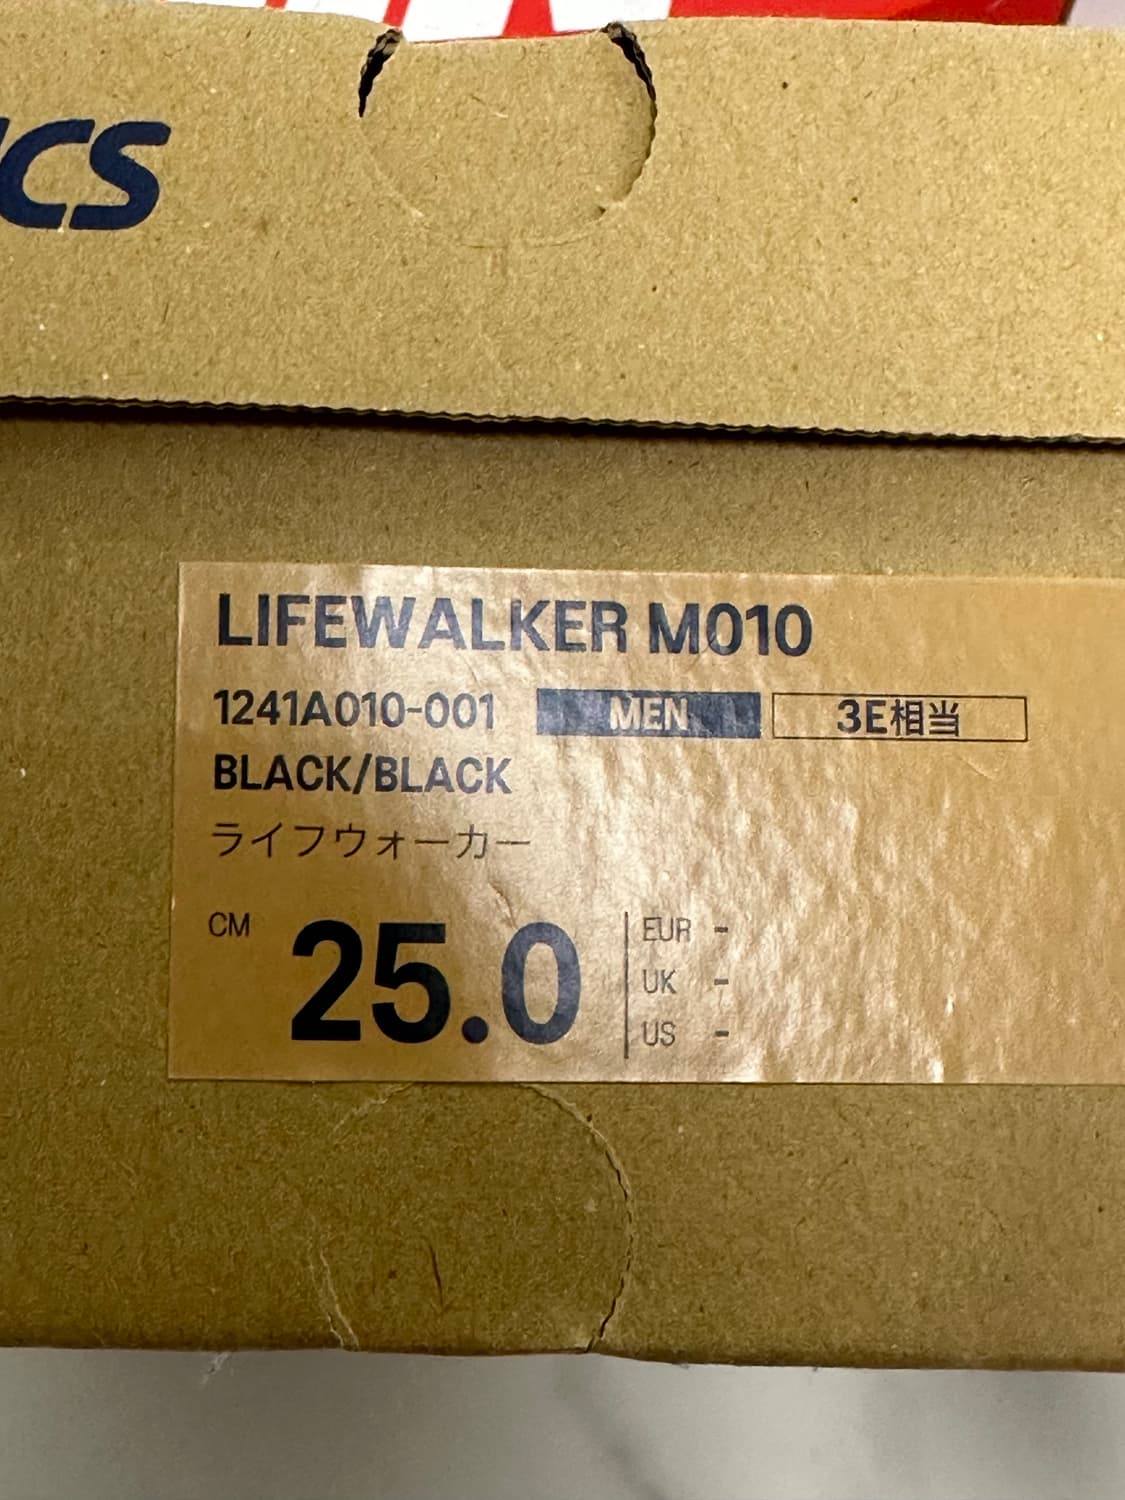 ICS
LIFEWALKER M010
1241A010-001 MEN 3E相当
BLACK/BLACK
ライフウォーカー
CM 25.0
EUR -
UK -
US -